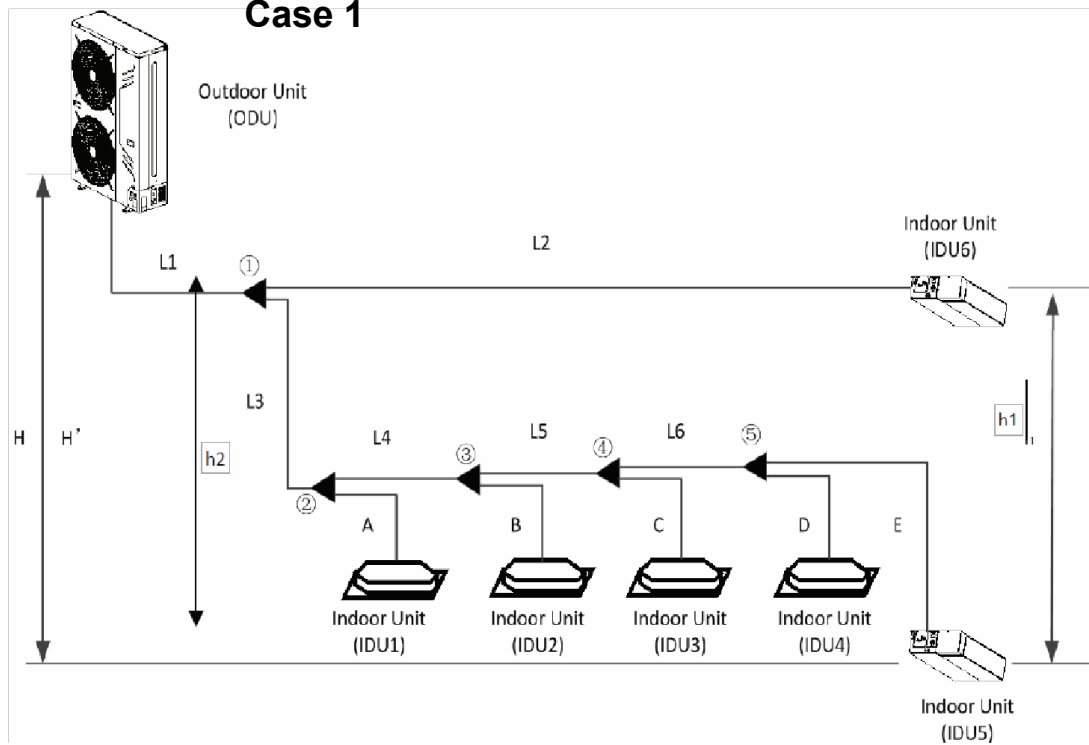 Case 1
Outdoor Unit
(ODU)
Indoor Unit
(IDU6)
L2
L1
①
L3
h1
H
H’
h2
L4
L5
L6
⑤
④
③
②
A
B
C
D
E
Indoor Unit
(IDU1)
Indoor Unit
(IDU2)
Indoor Unit
(IDU3)
Indoor Unit
(IDU4)
Indoor Unit
(IDU5)